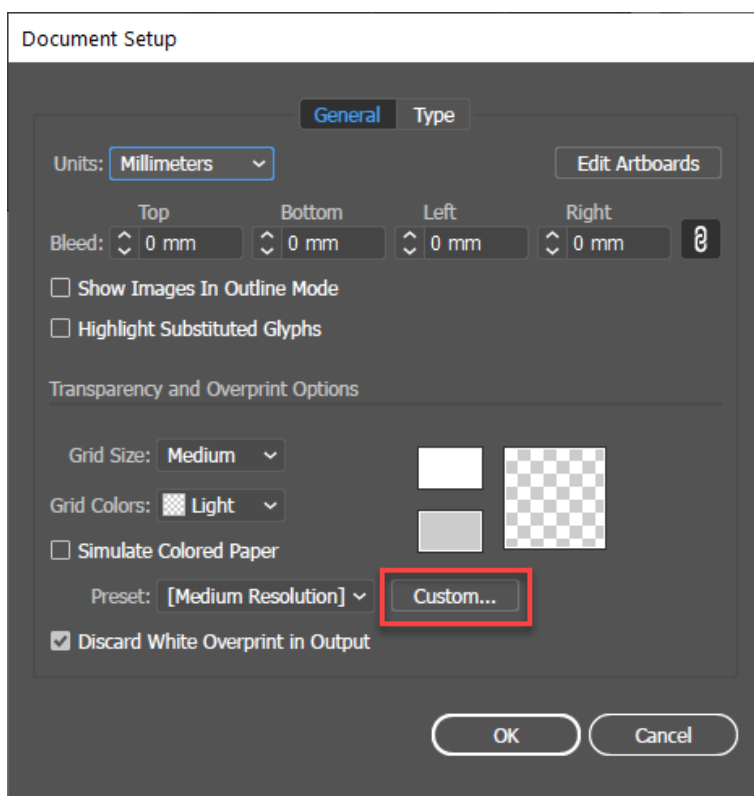 Document Setup
General Type
Units: Millimeters Edit Artboards
Top Bottom Left Right
Bleed: 0 mm 0 mm 0 mm 0 mm
Show Images In Outline Mode
Highlight Substituted Glyphs
Transparency and Overprint Options
Grid Size: Medium
Grid Colors: Light
Simulate Colored Paper
Preset: [Medium Resolution] Custom...
Discard White Overprint in Output
OK Cancel